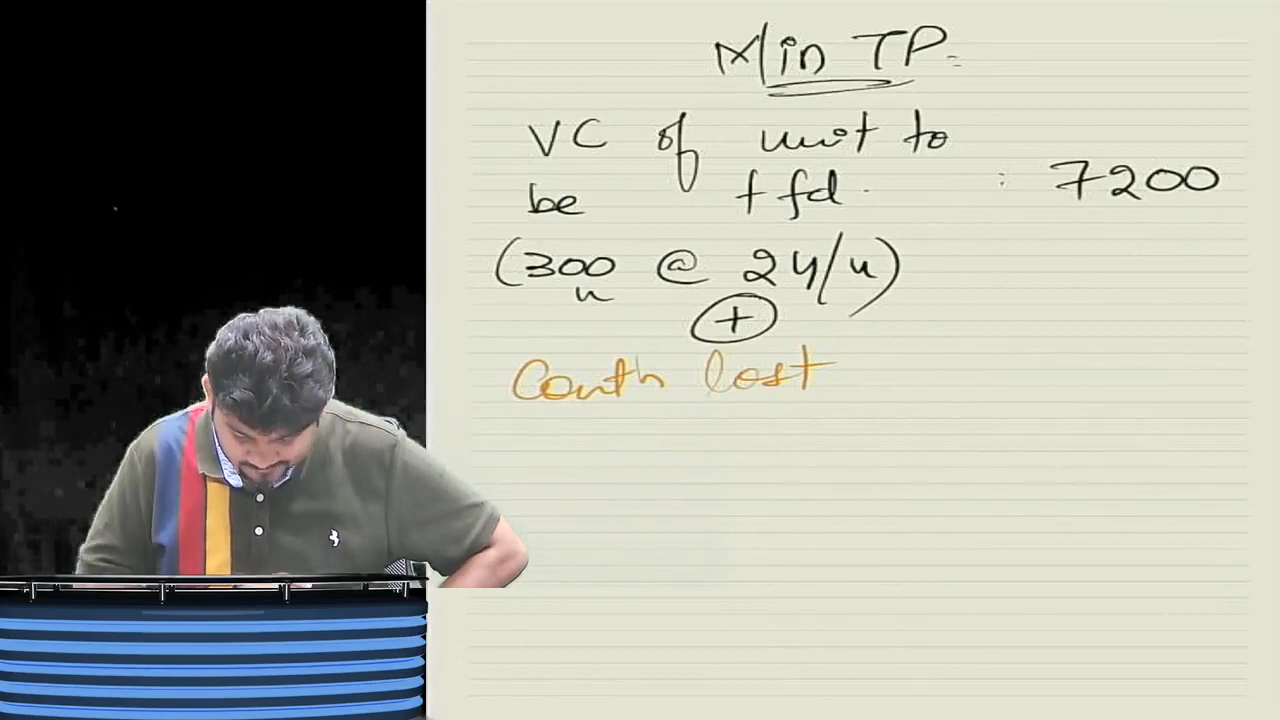 Min TP
VC of unit to
be tfd. : 7200
(300 @ 24/u)
u
+
Contn lost